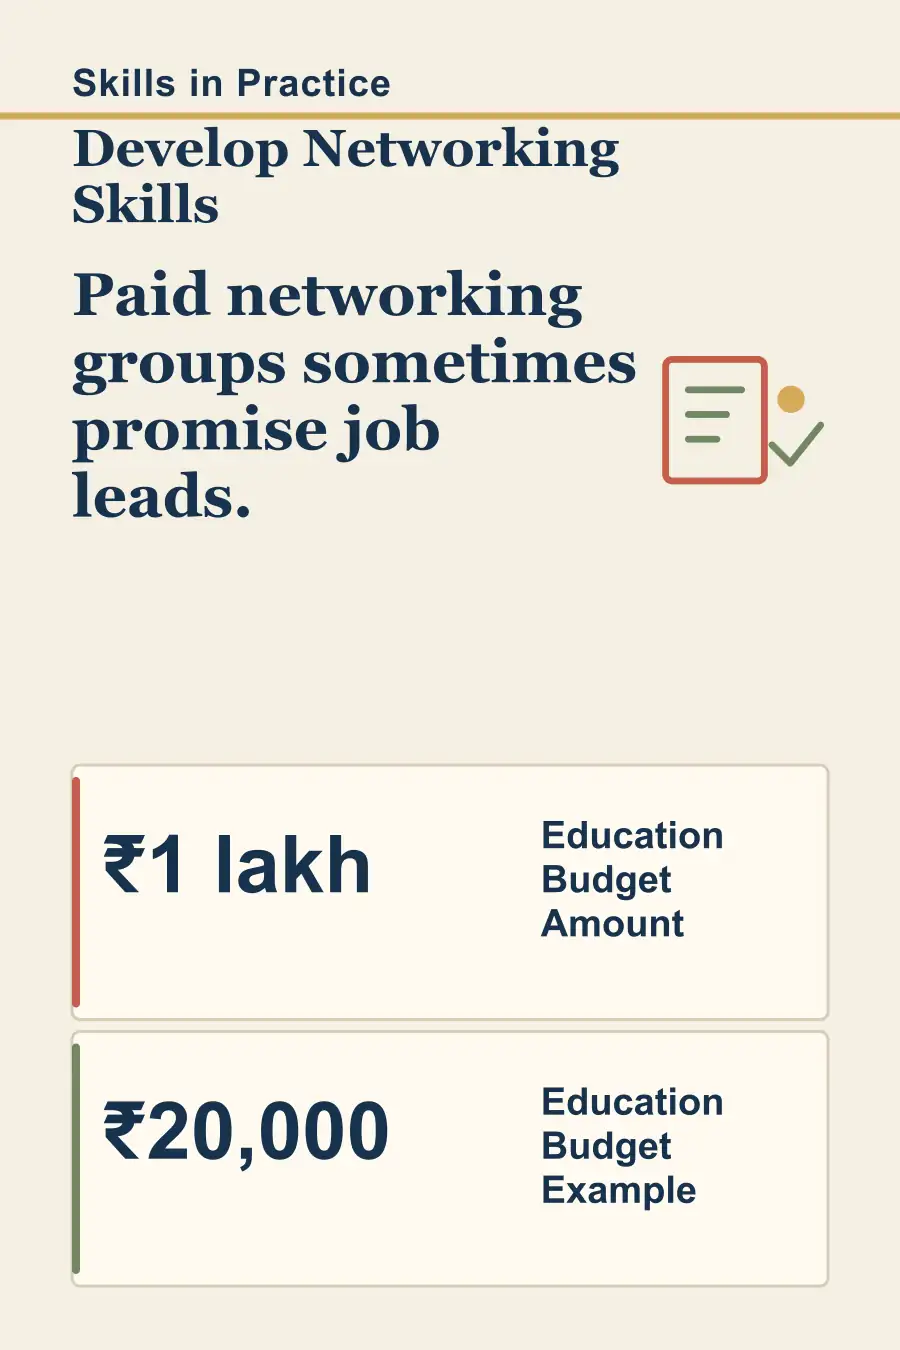 Skills in Practice
Develop Networking
Skills
Paid networking
groups sometimes
promise job
leads.
₹1 lakh
Education
Budget
Amount
₹20,000
Education
Budget
Example